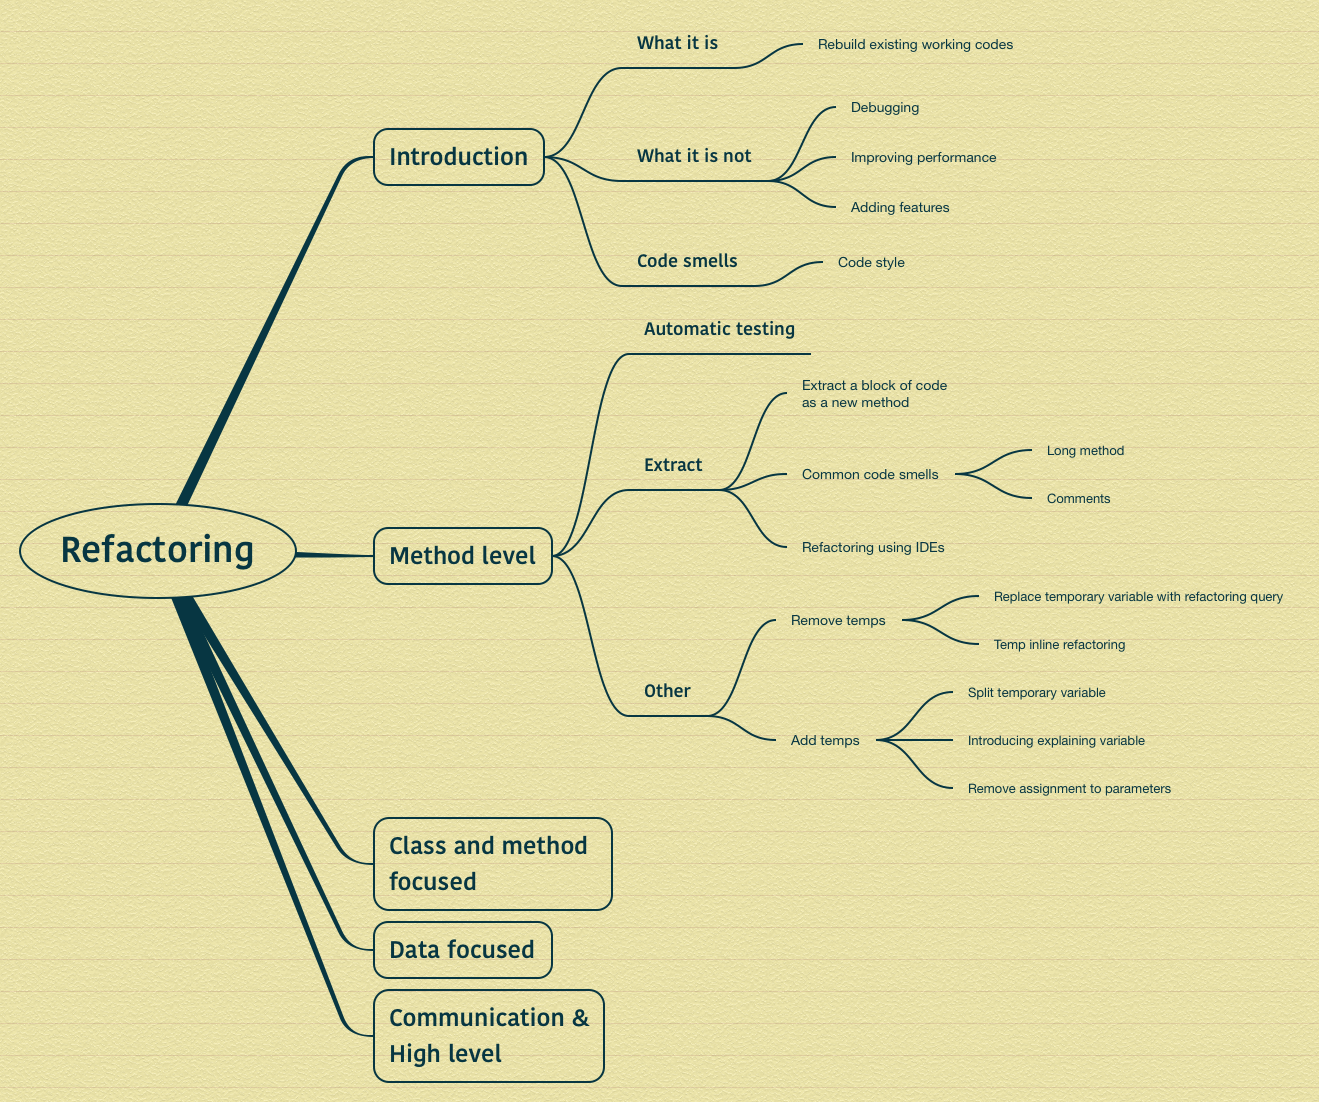 Refactoring
Introduction
What it is
Rebuild existing working codes
What it is not
Debugging
Improving performance
Adding features
Code smells
Code style
Method level
Automatic testing
Extract
Extract a block of code
as a new method
Common code smells
Long method
Comments
Refactoring using IDEs
Other
Remove temps
Replace temporary variable with refactoring query
Temp inline refactoring
Add temps
Split temporary variable
Introducing explaining variable
Remove assignment to parameters
Class and method
focused
Data focused
Communication &
High level